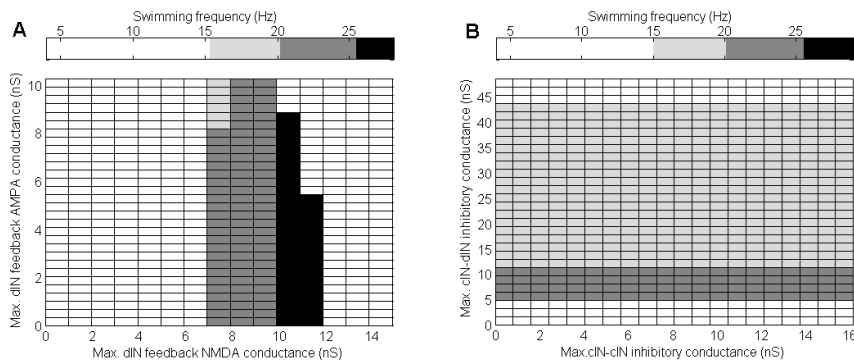 A
Swimming frequency (Hz)
5 10 15 20 25
Max. dIN feedback AMPA conductance (nS)
10
8
6
4
2
0
0 2 4 6 8 10 12 14
Max. dIN feedback NMDA conductance (nS)
B
Swimming frequency (Hz)
5 10 15 20 25
Max. cIN-dIN inhibitory conductance (nS)
45
40
35
30
25
20
15
10
5
0
0 2 4 6 8 10 12 14 16
Max.cIN-cIN inhibitory conductance (nS)